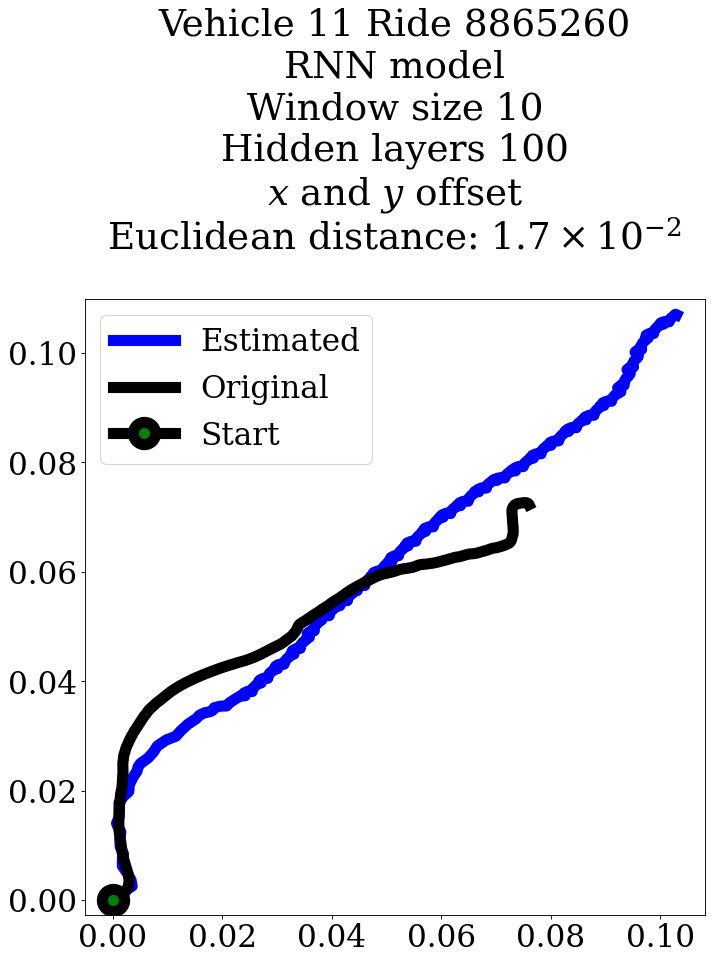 Vehicle 11 Ride 8865260
RNN model
Window size 10
Hidden layers 100
x and y offset
Euclidean distance: 1.7 × 10⁻²
Estimated
Original
Start
0.10
0.08
0.06
0.04
0.02
0.00
0.00 0.02 0.04 0.06 0.08 0.10